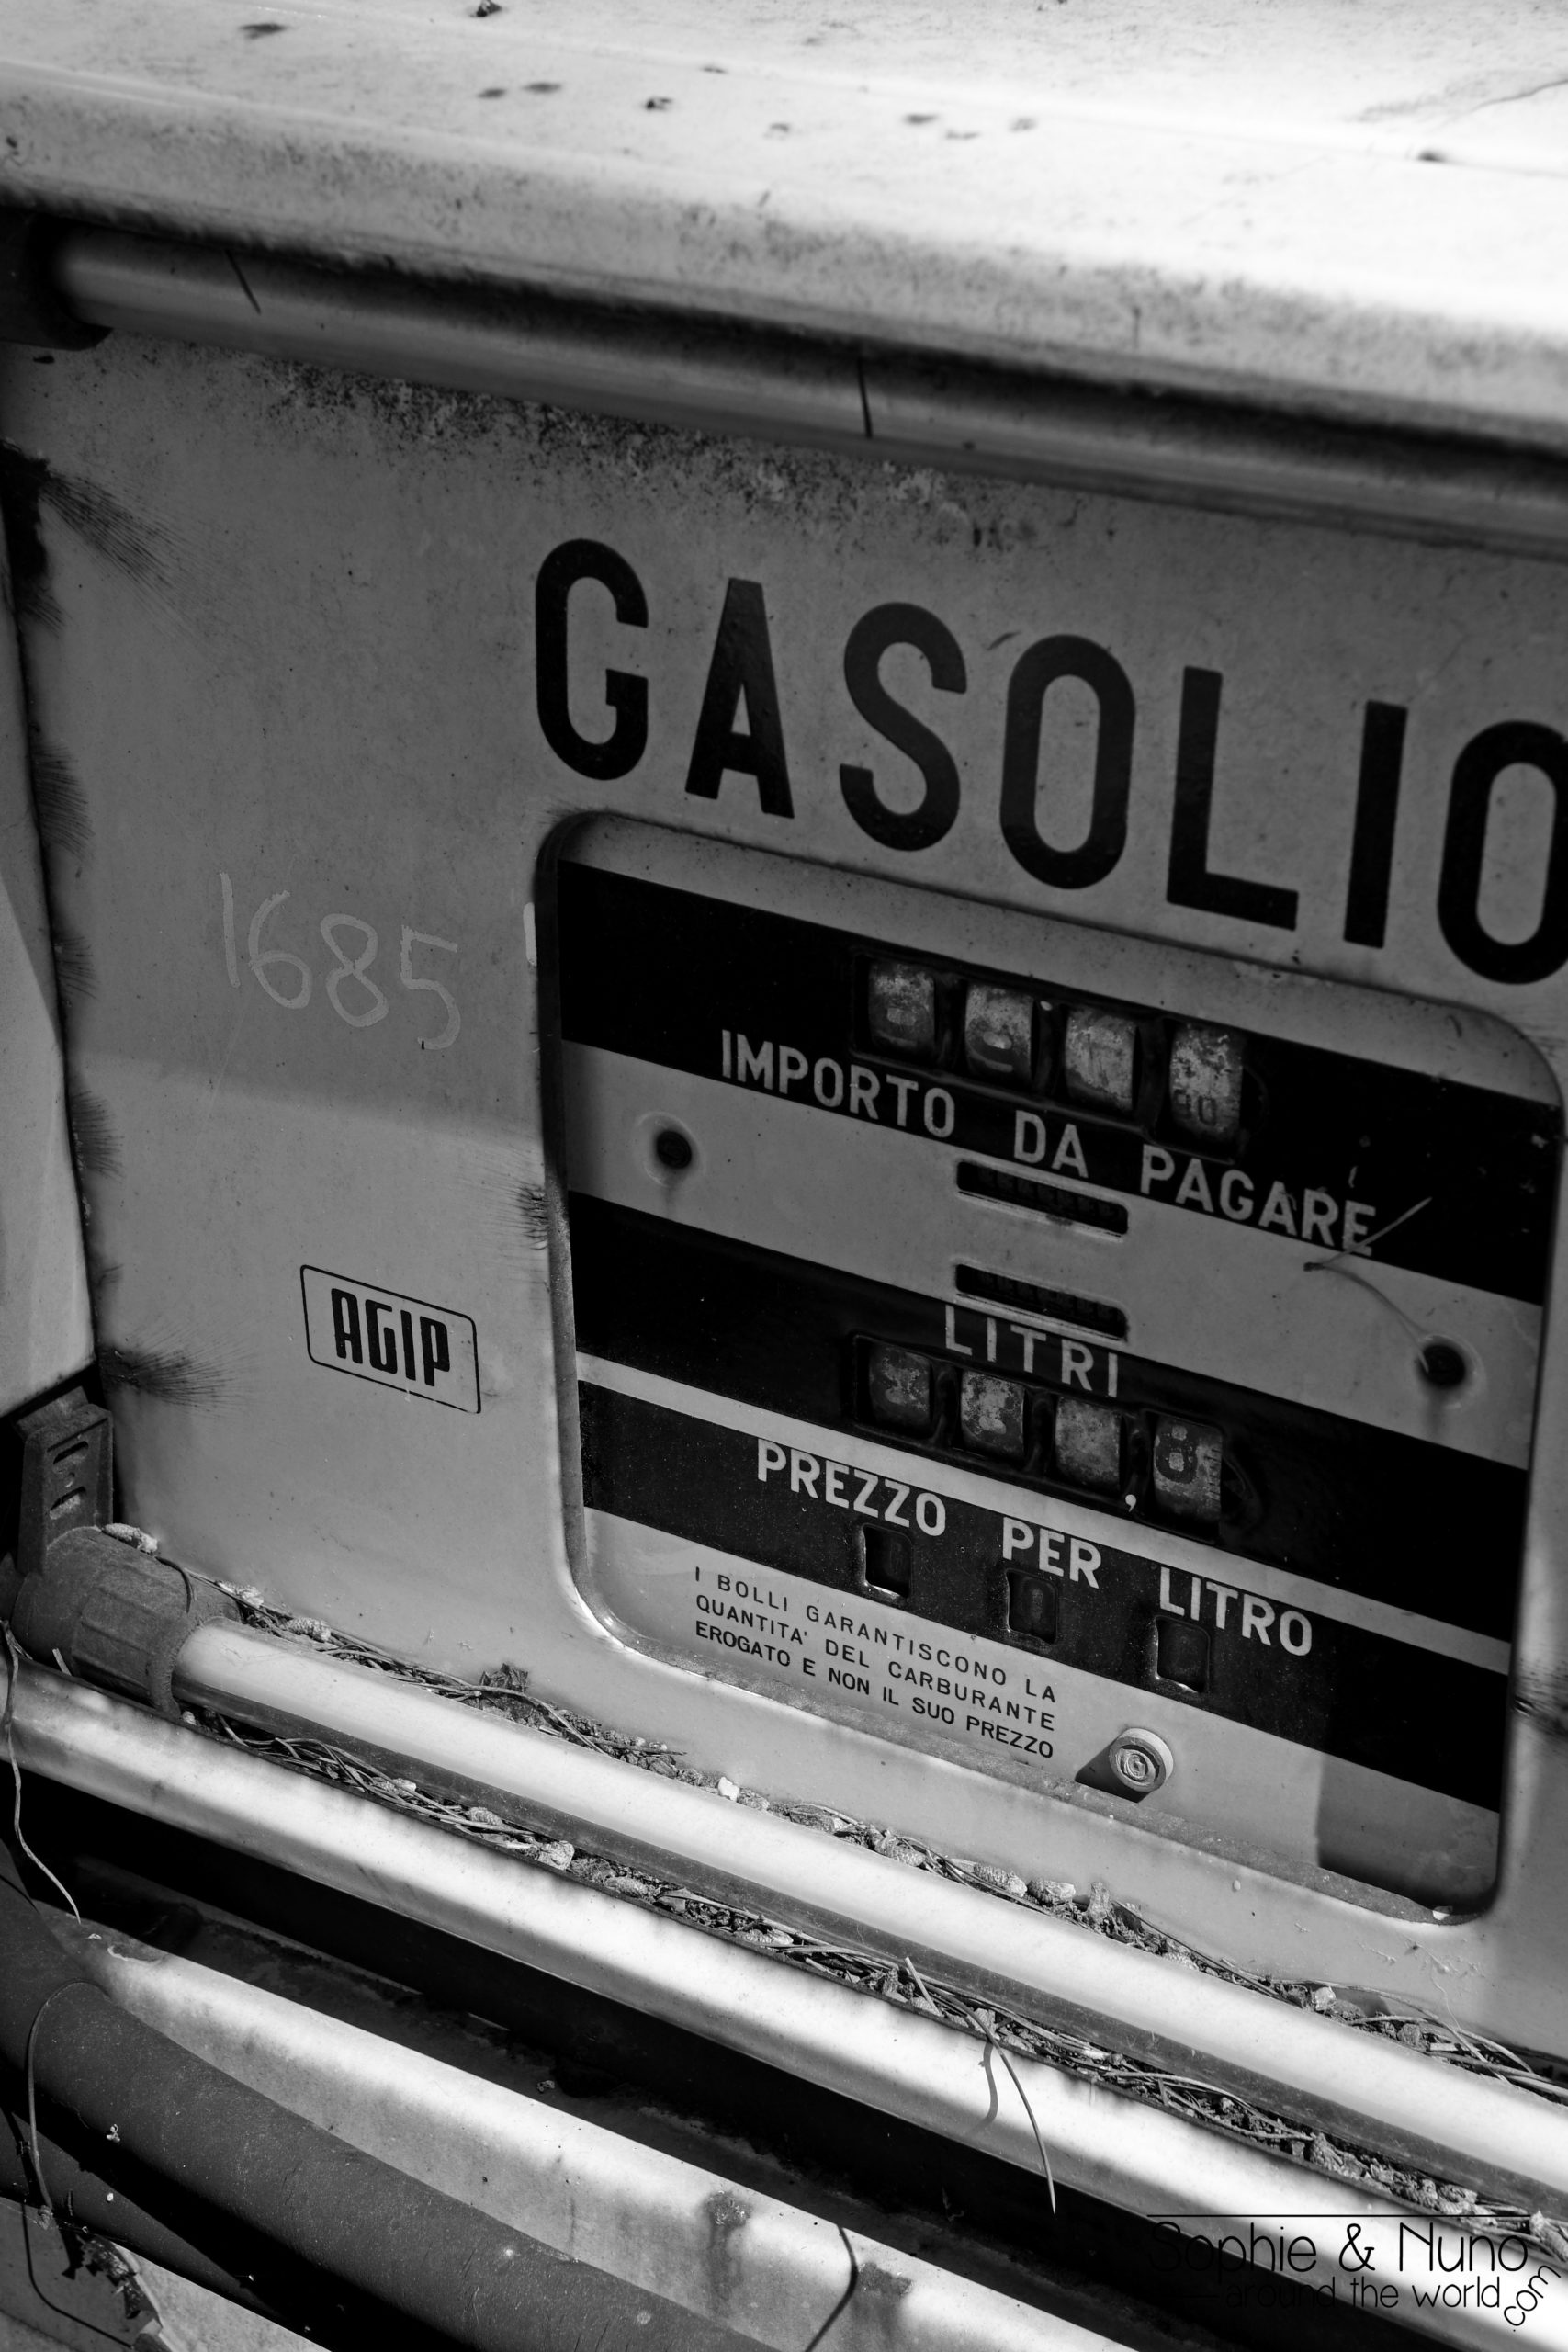 GASOLIO
1685
IMPORTO DA PAGARE
AGIP
LITRI
8
PREZZO PER LITRO
I BOLLI GARANTISCONO LA
QUANTITA' DEL CARBURANTE
EROGATO E NON IL SUO PREZZO
Sophie & Nuno
around the world
.com